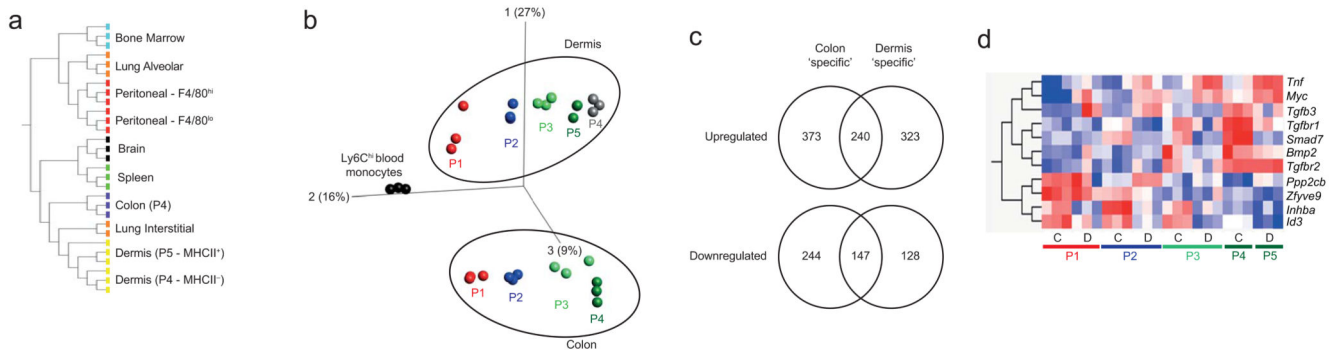 a
Bone Marrow
Lung Alveolar
Peritoneal - F4/80hi
Peritoneal - F4/80lo
Brain
Spleen
Colon (P4)
Lung Interstitial
Dermis (P5 - MHCII+)
Dermis (P4 - MHCII−)
b
1 (27%)
Dermis
P3
P4
P5
P2
P1
Ly6Chi blood
monocytes
2 (16%)
3 (9%)
P1
P2
P3
P4
Colon
c
Colon
'specific'
Dermis
'specific'
Upregulated
373
240
323
Downregulated
244
147
128
d
Tnf
Myc
Tgfb3
Tgfbr1
Smad7
Bmp2
Tgfbr2
Ppp2cb
Zfyve9
Inhba
Id3
C D C D C D C D
P1 P2 P3 P4 P5